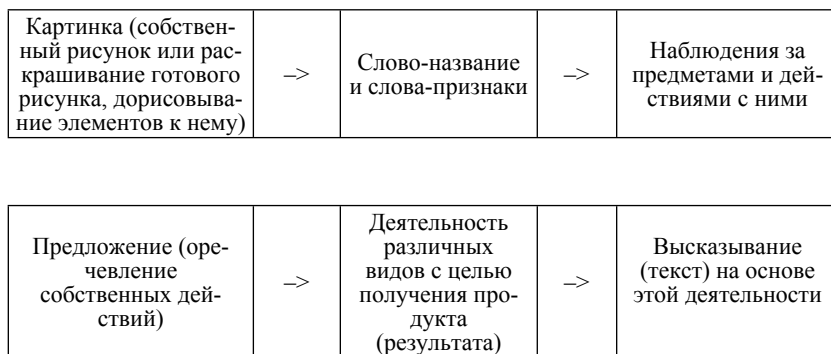 Картинка (собствен-
ный рисунок или рас-
крашивание готового
рисунка, дорисовыва-
ние элементов к нему)
–>
Слово-название
и слова-признаки
–>
Наблюдения за
предметами и дей-
ствиями с ними
Предложение (оре-
чевление
собственных дей-
ствий)
–>
Деятельность
различных
видов с целью
получения про-
дукта
(результата)
–>
Высказывание
(текст) на основе
этой деятельности